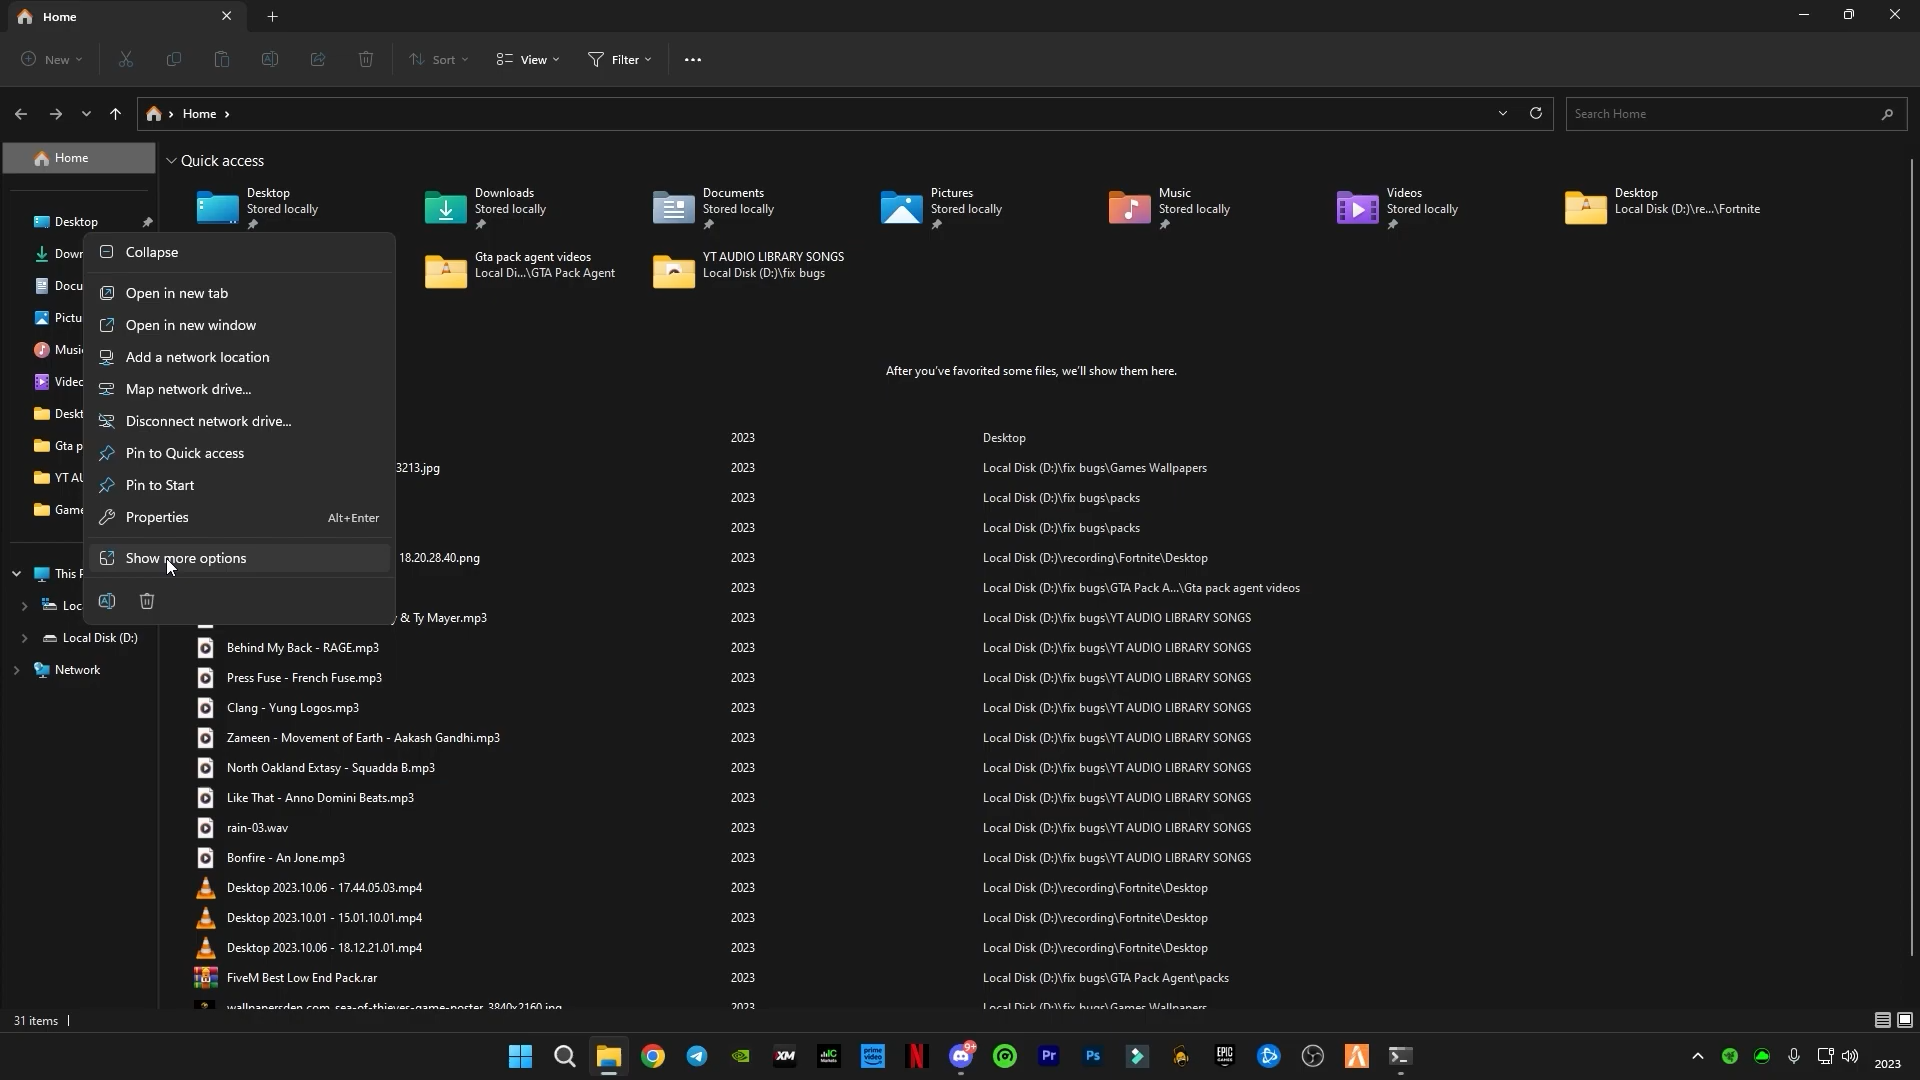 Home
New
Sort
View
Filter
Home
Search Home
Home
Quick access
Desktop
Stored locally
Downloads
Stored locally
Documents
Stored locally
Pictures
Stored locally
Music
Stored locally
Videos
Stored locally
Desktop
Local Disk (D:)\re...\Fortnite
Gta pack agent videos
Local Di...\GTA Pack Agent
YT AUDIO LIBRARY SONGS
Local Disk (D:)\fix bugs
Desktop
Down
Docu
Pictu
Music
Videc
Deskt
Gta p
YT AU
Game
This P
Loc
Local Disk (D:)
Network
Collapse
Open in new tab
Open in new window
Add a network location
Map network drive...
Disconnect network drive...
Pin to Quick access
Pin to Start
Properties Alt+Enter
Show more options
After you've favorited some files, we'll show them here.
2023 Desktop
3213.jpg 2023 Local Disk (D:)\fix bugs\Games Wallpapers
2023 Local Disk (D:)\fix bugs\packs
2023 Local Disk (D:)\fix bugs\packs
18.20.28.40.png 2023 Local Disk (D:)\recording\Fortnite\Desktop
2023 Local Disk (D:)\fix bugs\GTA Pack A...\Gta pack agent videos
y & Ty Mayer.mp3 2023 Local Disk (D:)\fix bugs\YT AUDIO LIBRARY SONGS
Behind My Back - RAGE.mp3 2023 Local Disk (D:)\fix bugs\YT AUDIO LIBRARY SONGS
Press Fuse - French Fuse.mp3 2023 Local Disk (D:)\fix bugs\YT AUDIO LIBRARY SONGS
Clang - Yung Logos.mp3 2023 Local Disk (D:)\fix bugs\YT AUDIO LIBRARY SONGS
Zameen - Movement of Earth - Aakash Gandhi.mp3 2023 Local Disk (D:)\fix bugs\YT AUDIO LIBRARY SONGS
North Oakland Extasy - Squadda B.mp3 2023 Local Disk (D:)\fix bugs\YT AUDIO LIBRARY SONGS
Like That - Anno Domini Beats.mp3 2023 Local Disk (D:)\fix bugs\YT AUDIO LIBRARY SONGS
rain-03.wav 2023 Local Disk (D:)\fix bugs\YT AUDIO LIBRARY SONGS
Bonfire - An Jone.mp3 2023 Local Disk (D:)\fix bugs\YT AUDIO LIBRARY SONGS
Desktop 2023.10.06 - 17.44.05.03.mp4 2023 Local Disk (D:)\recording\Fortnite\Desktop
Desktop 2023.10.01 - 15.01.10.01.mp4 2023 Local Disk (D:)\recording\Fortnite\Desktop
Desktop 2023.10.06 - 18.12.21.01.mp4 2023 Local Disk (D:)\recording\Fortnite\Desktop
FiveM Best Low End Pack.rar 2023 Local Disk (D:)\fix bugs\GTA Pack Agent\packs
wallpapersden.com_sea-of-thieves-game-poster_3840x2160.jpg 2023 Local Disk (D:)\fix bugs\Games Wallpapers
31 items
XM
prime video
N
9+
Pr
Ps
EPIC GAMES
2023